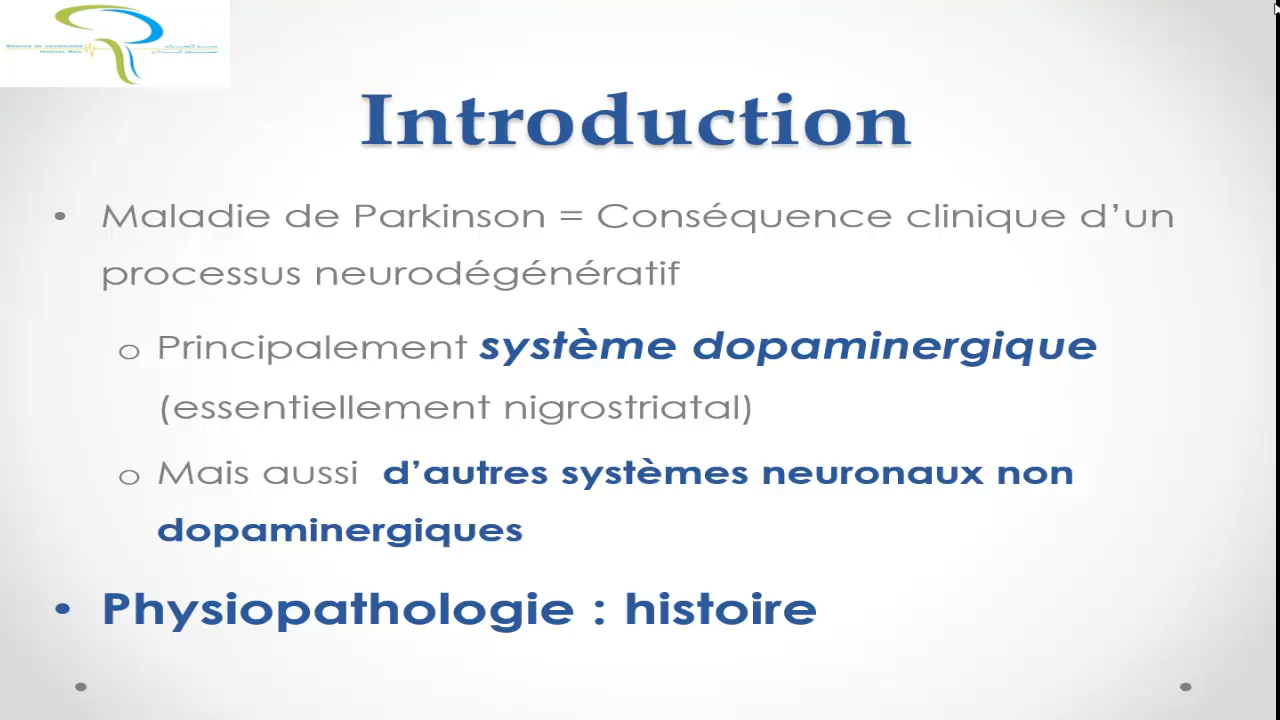 Introduction
• Maladie de Parkinson = Conséquence clinique d’un
processus neurodégénératif
o Principalement système dopaminergique
(essentiellement nigrostriatal)
o Mais aussi d’autres systèmes neuronaux non
dopaminergiques
• Physiopathologie : histoire